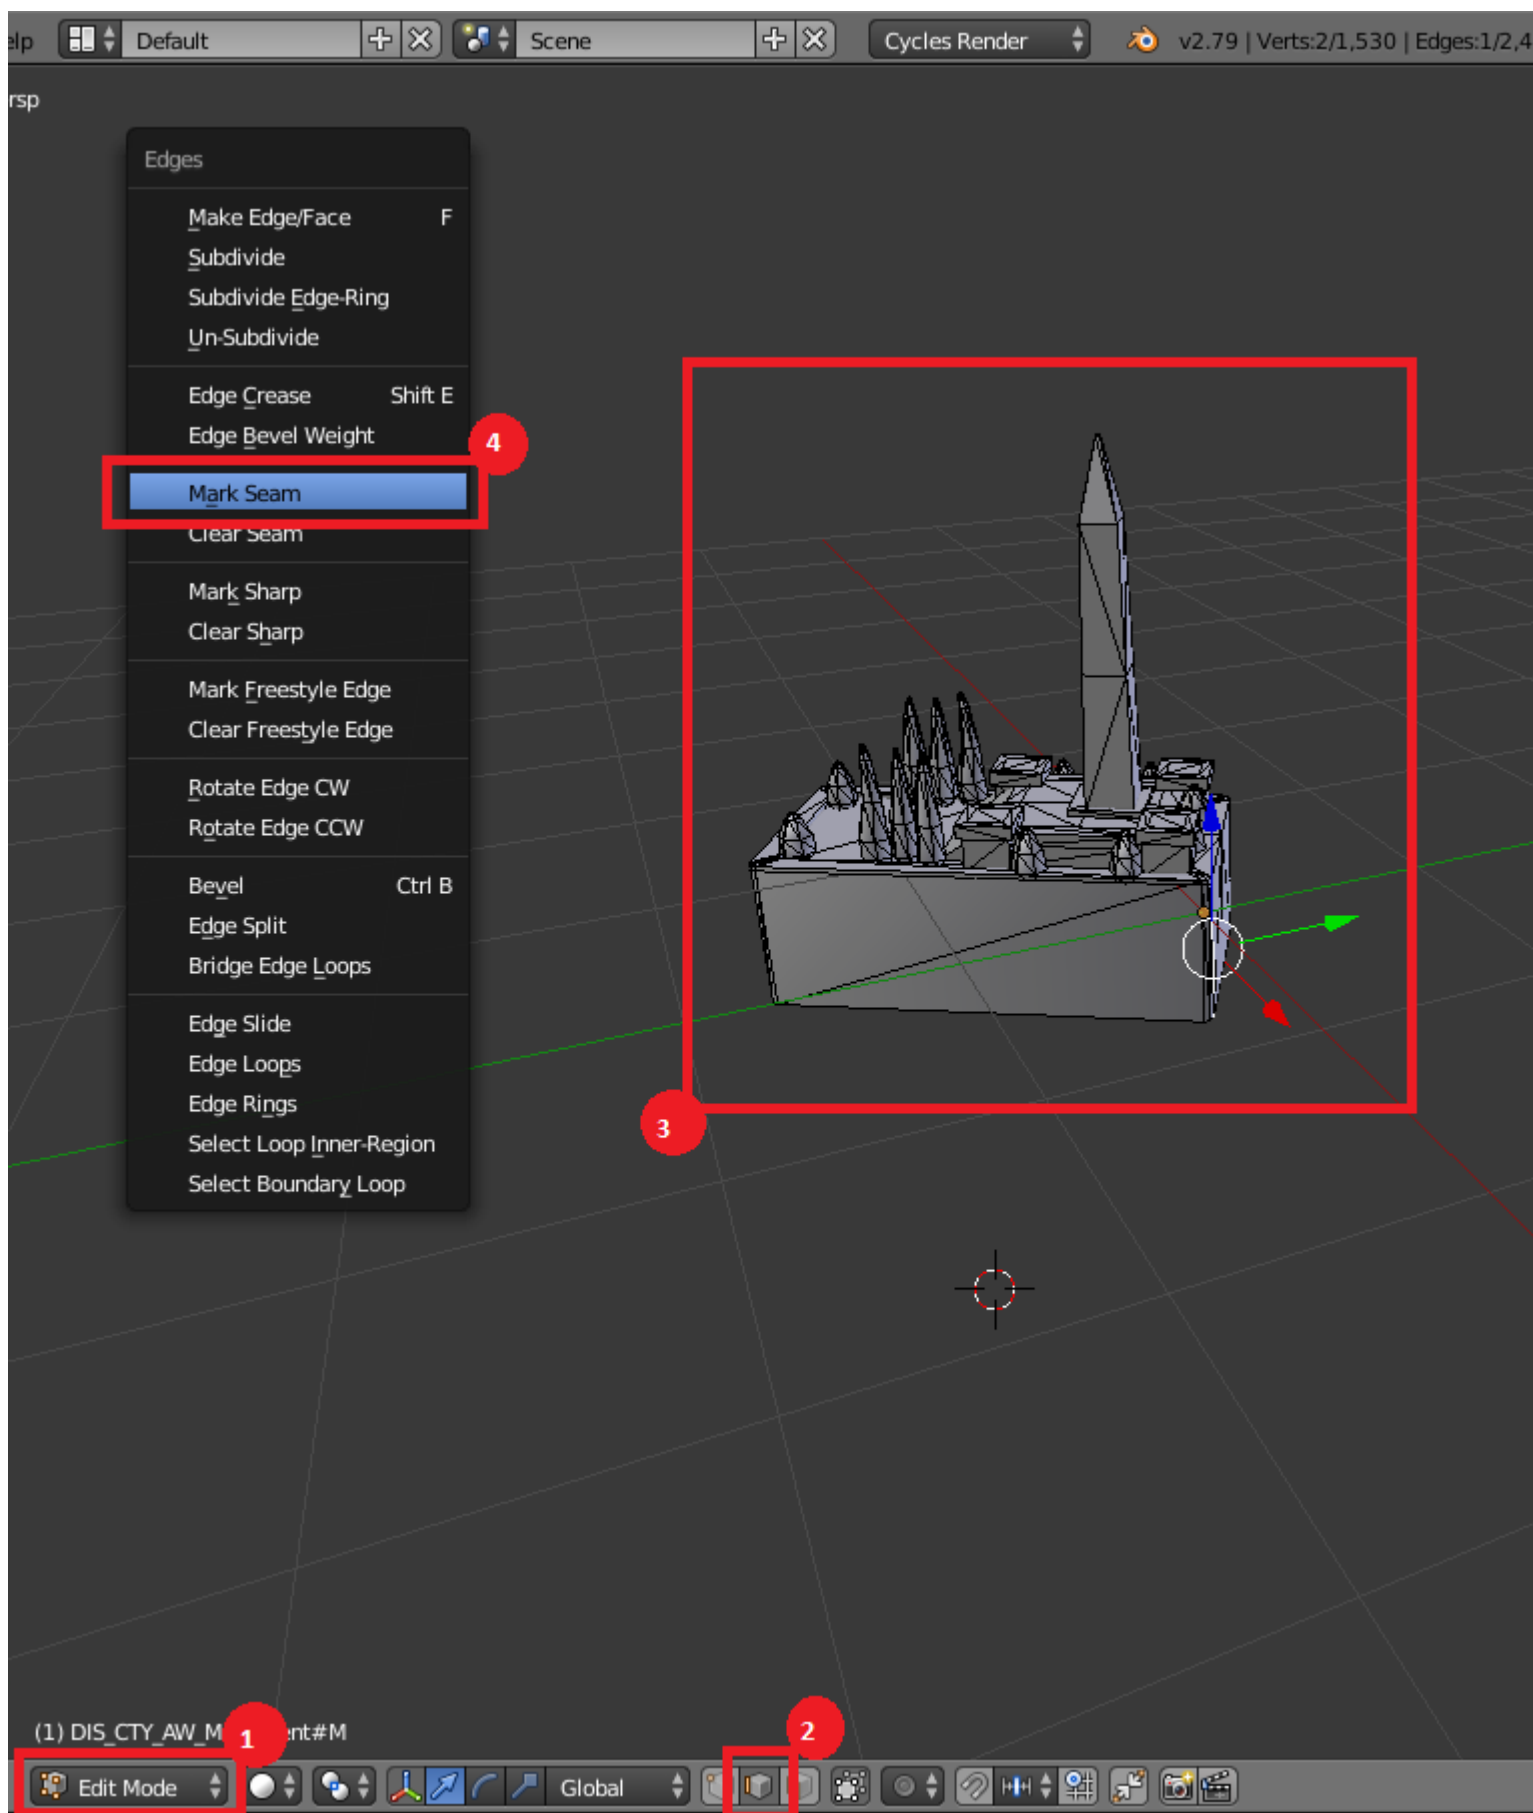 elp Default Scene Cycles Render v2.79 | Verts:2/1,530 | Edges:1/2,4
rsp
Edges
Make Edge/Face F
Subdivide
Subdivide Edge-Ring
Un-Subdivide
Edge Crease Shift E
Edge Bevel Weight
4
Mark Seam
Clear Seam
Mark Sharp
Clear Sharp
Mark Freestyle Edge
Clear Freestyle Edge
Rotate Edge CW
Rotate Edge CCW
Bevel Ctrl B
Edge Split
Bridge Edge Loops
Edge Slide
Edge Loops
Edge Rings
3
Select Loop Inner-Region
Select Boundary Loop
(1) DIS_CTY_AW_M 1 ent#M 2
Edit Mode Global